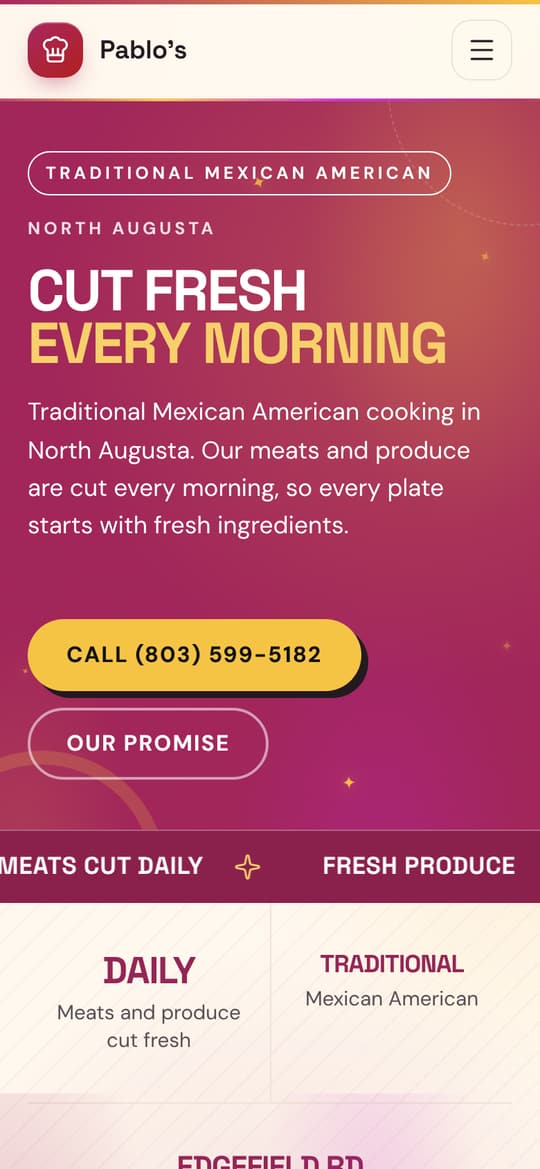 Pablo's
TRADITIONAL MEXICAN AMERICAN
NORTH AUGUSTA
CUT FRESH
EVERY MORNING
Traditional Mexican American cooking in
North Augusta. Our meats and produce
are cut every morning, so every plate
starts with fresh ingredients.
CALL (803) 599-5182
OUR PROMISE
MEATS CUT DAILY
FRESH PRODUCE
DAILY
Meats and produce
cut fresh
TRADITIONAL
Mexican American
EDGEFIELD RD